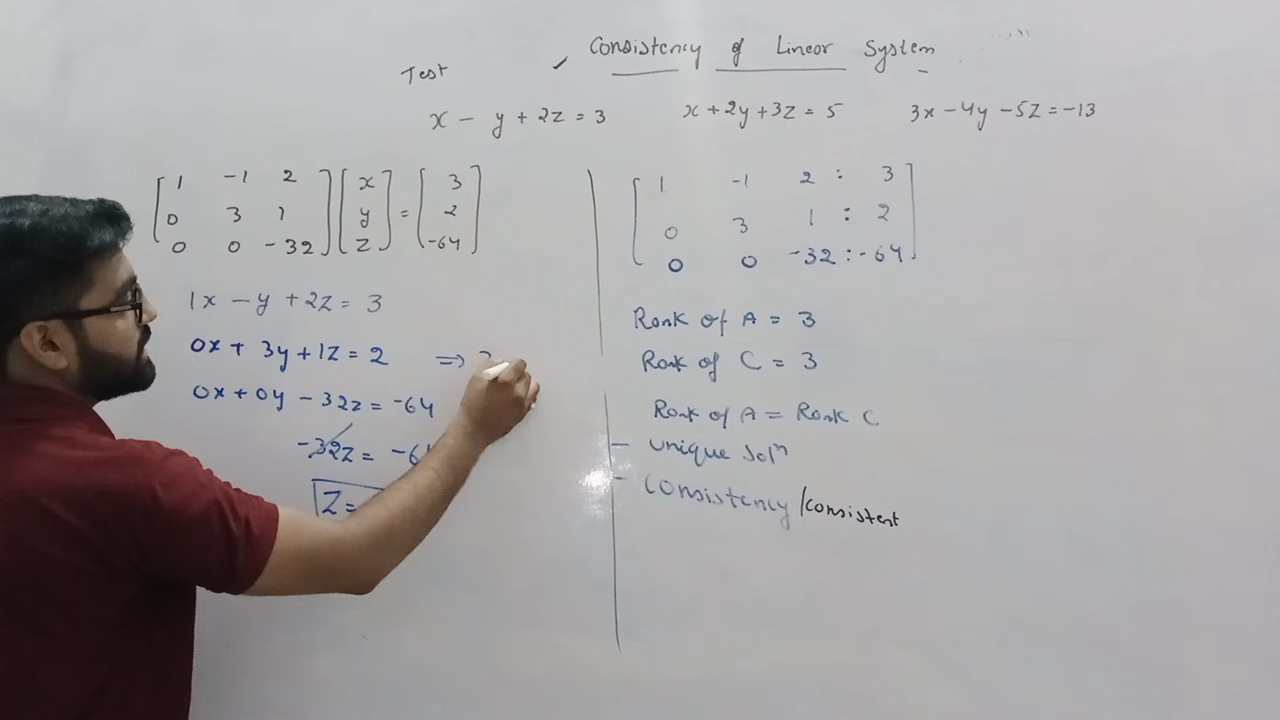 Consistency of Linear System
Test
x - y + 2z = 3 x + 2y + 3z = 5 3x - 4y - 5z = -13
1 -1 2 x 3
0 3 1 y = 2
0 0 -32 z -64
1x - y + 2z = 3
0x + 3y + 1z = 2 ⇒
0x + 0y - 32z = -64
-32z = -6
z =
1 -1 2 : 3
0 3 1 : 2
0 0 -32 : -64
Rank of A = 3
Rank of C = 3
Rank of A = Rank C
- unique soln
- Consistency / consistent